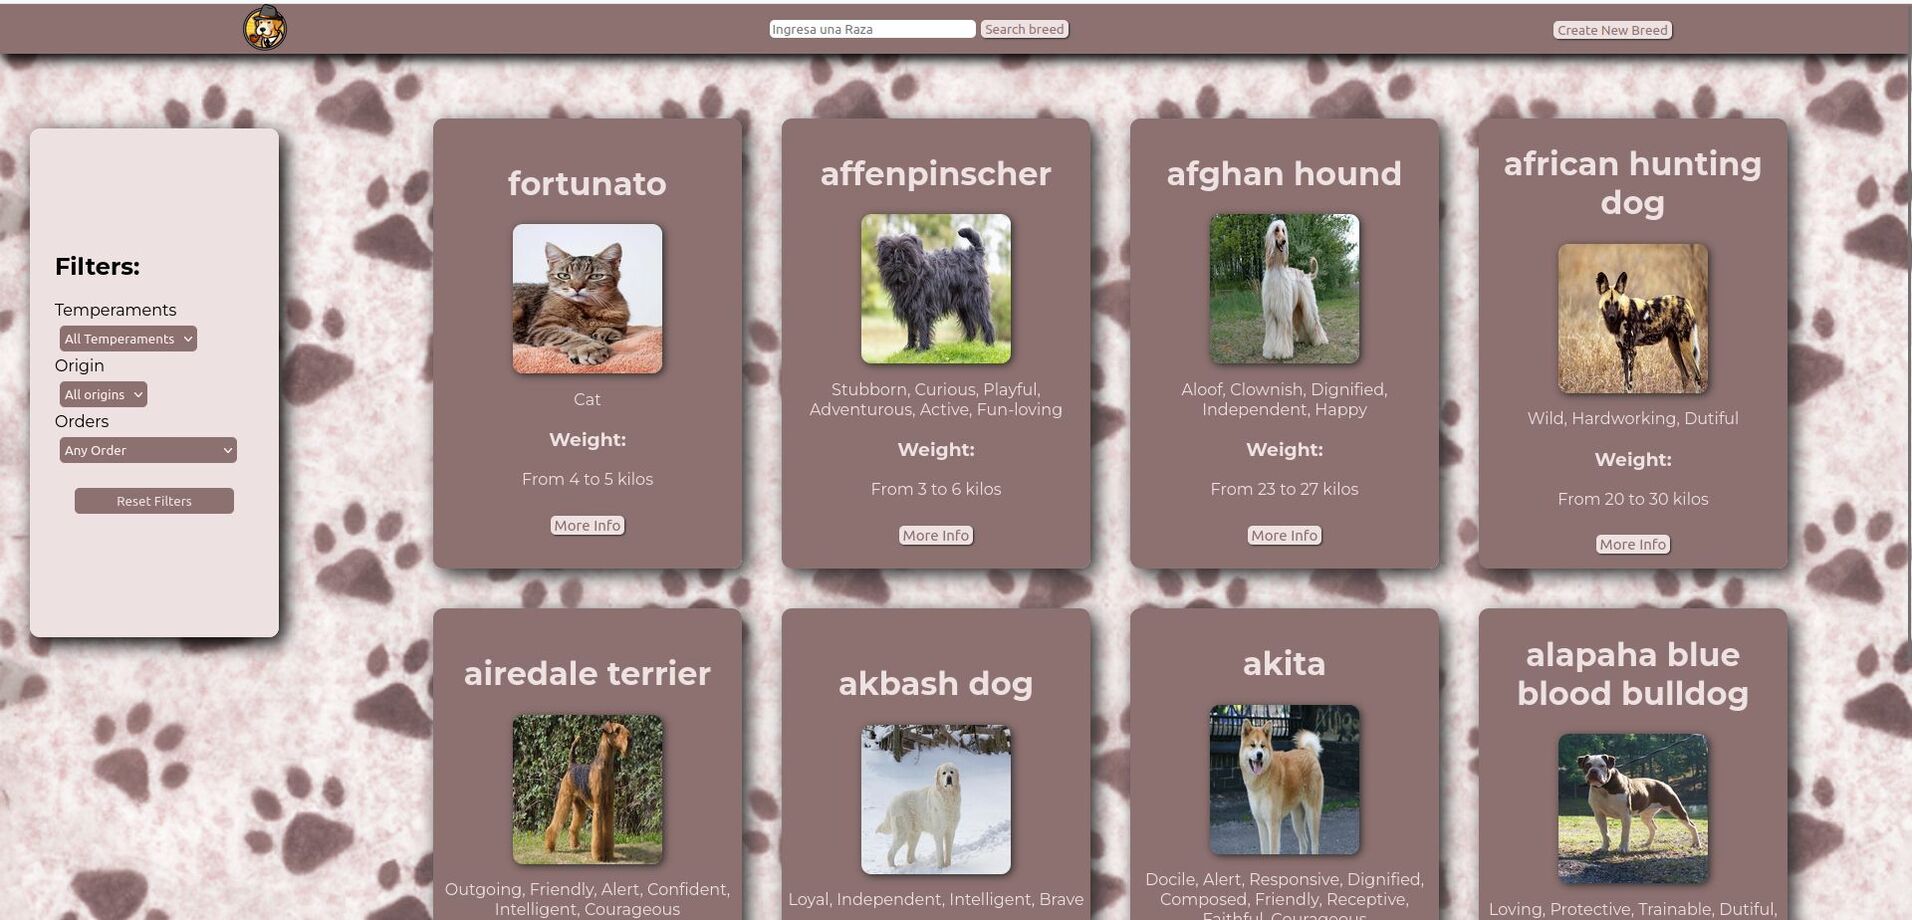 Ingresa una Raza
Search breed
Create New Breed
Filters:
Temperaments
All Temperaments
Origin
All origins
Orders
Any Order
Reset Filters
fortunato
Cat
Weight:
From 4 to 5 kilos
More Info
affenpinscher
Stubborn, Curious, Playful,
Adventurous, Active, Fun-loving
Weight:
From 3 to 6 kilos
More Info
afghan hound
Aloof, Clownish, Dignified,
Independent, Happy
Weight:
From 23 to 27 kilos
More Info
african hunting
dog
Wild, Hardworking, Dutiful
Weight:
From 20 to 30 kilos
More Info
airedale terrier
Outgoing, Friendly, Alert, Confident,
Intelligent, Courageous
akbash dog
Loyal, Independent, Intelligent, Brave
akita
Docile, Alert, Responsive, Dignified,
Composed, Friendly, Receptive,
Faithful, Courageous
alapaha blue
blood bulldog
Loving, Protective, Trainable, Dutiful,